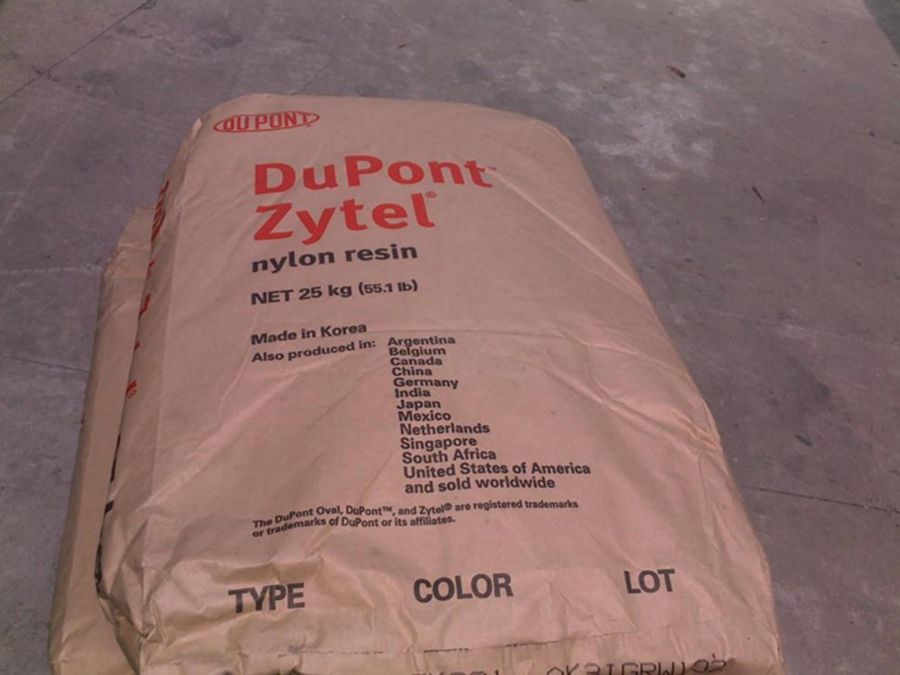 DU PONT
DuPont™
Zytel®
nylon resin
NET 25 kg (55.1 lb)
Made in Korea
Also produced in: Argentina
Belgium
Canada
China
Germany
India
Japan
Mexico
Netherlands
Singapore
South Africa
United States of America
and sold worldwide
The DuPont Oval, DuPont™, and Zytel® are registered trademarks
or trademarks of DuPont or its affiliates.
TYPE COLOR LOT